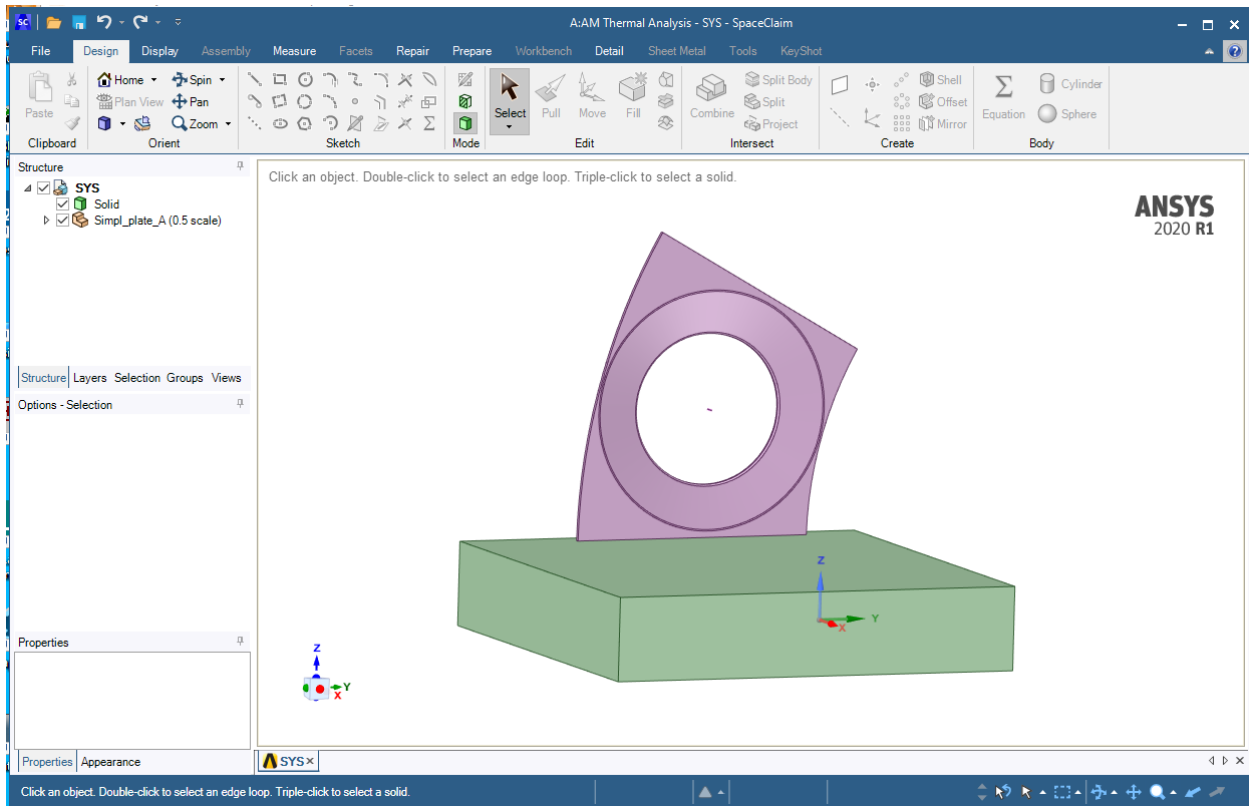 A:AM Thermal Analysis - SYS - SpaceClaim
File Design Display Assembly Measure Facets Repair Prepare Workbench Detail Sheet Metal Tools KeyShot
Home Spin Split Body Shell Cylinder
Plan View Pan Split Offset
Paste Zoom Select Pull Move Fill Combine Project Mirror Equation Sphere
Clipboard Orient Sketch Mode Edit Intersect Create Body
Structure
SYS
Solid
Simpl_plate_A (0.5 scale)
Structure Layers Selection Groups Views
Options - Selection
Properties
Properties Appearance
Click an object. Double-click to select an edge loop. Triple-click to select a solid.
ANSYS
2020 R1
Z
Y
X
Z
Y
X
SYS
Click an object. Double-click to select an edge loop. Triple-click to select a solid.